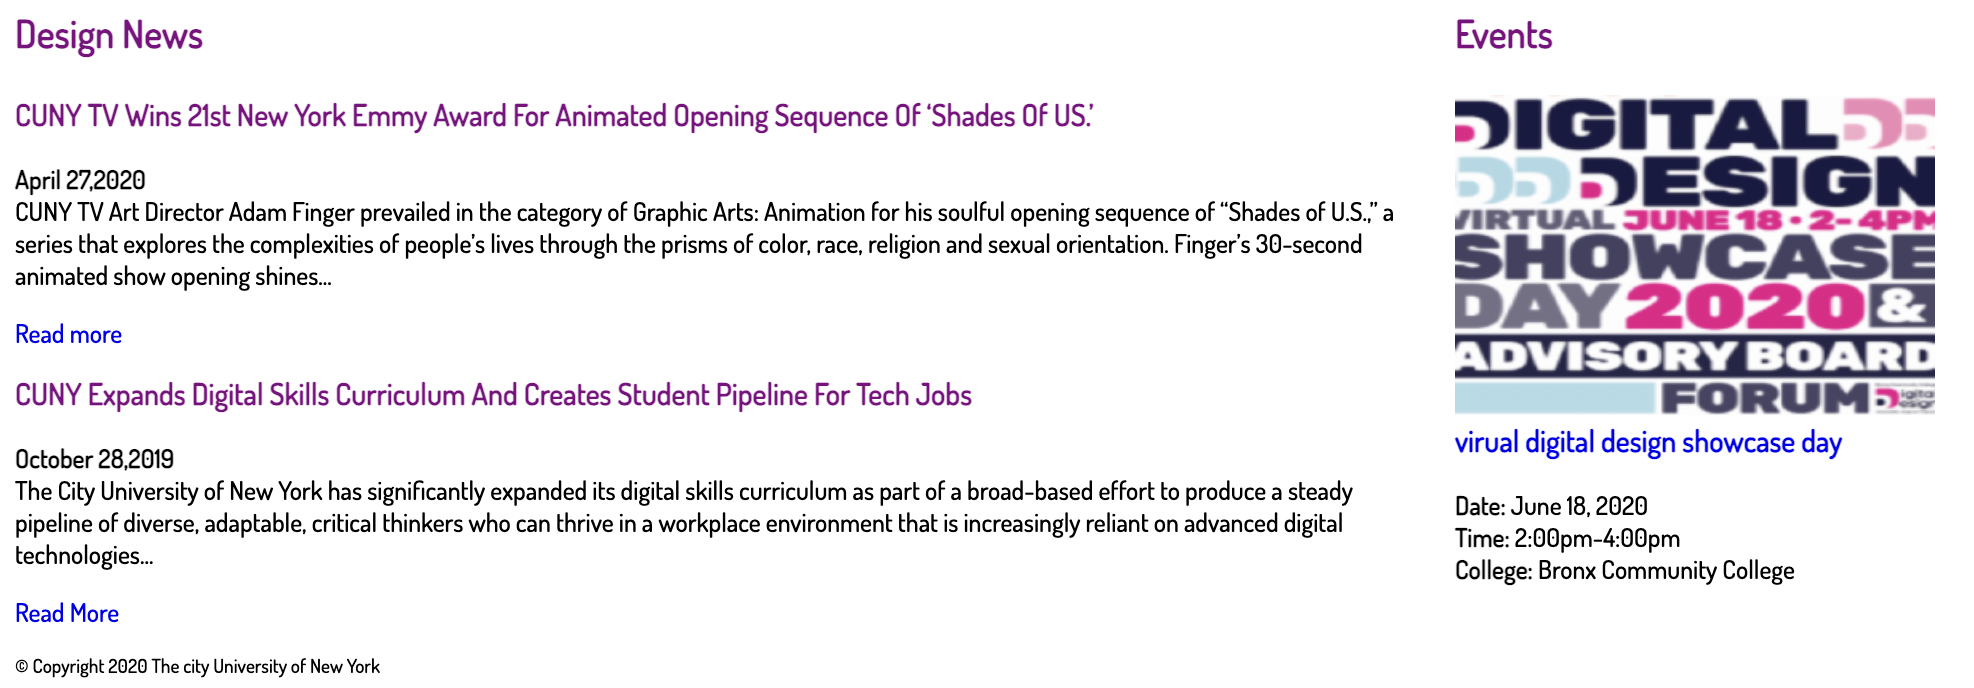 Design News
CUNY TV Wins 21st New York Emmy Award For Animated Opening Sequence Of ‘Shades Of US.’
April 27,2020
CUNY TV Art Director Adam Finger prevailed in the category of Graphic Arts: Animation for his soulful opening sequence of “Shades of U.S.,” a
series that explores the complexities of people’s lives through the prisms of color, race, religion and sexual orientation. Finger’s 30-second
animated show opening shines...
Read more
CUNY Expands Digital Skills Curriculum And Creates Student Pipeline For Tech Jobs
October 28,2019
The City University of New York has significantly expanded its digital skills curriculum as part of a broad-based effort to produce a steady
pipeline of diverse, adaptable, critical thinkers who can thrive in a workplace environment that is increasingly reliant on advanced digital
technologies...
Read More
© Copyright 2020 The city University of New York
Events
DIGITAL
DESIGN
VIRTUAL JUNE 18 • 2-4PM
SHOWCASE
DAY 2020 &
ADVISORY BOARD
FORUM
virual digital design showcase day
Date: June 18, 2020
Time: 2:00pm-4:00pm
College: Bronx Community College